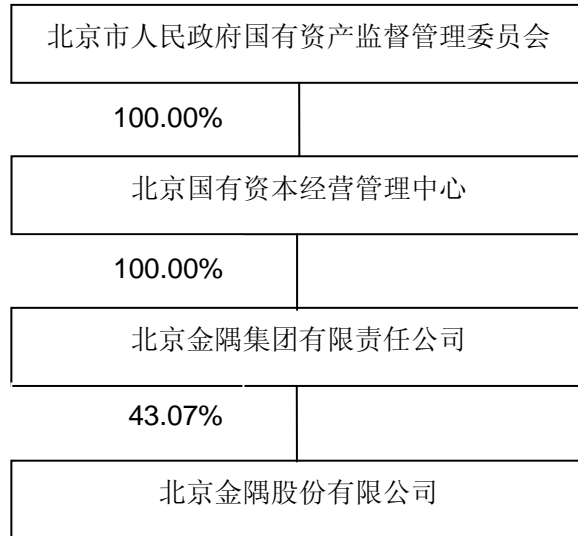 北京市人民政府国有资产监督管理委员会
100.00%
北京国有资本经营管理中心
100.00%
北京金隅集团有限责任公司
43.07%
北京金隅股份有限公司